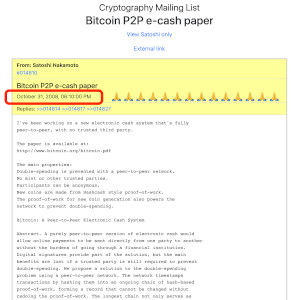 Cryptography Mailing List
Bitcoin P2P e-cash paper
View Satoshi only
External link
From: Satoshi Nakamoto
#014810
Bitcoin P2P e-cash paper
October 31, 2008, 06:10:00 PM
Replies: >>014814 >>014817 >>014827
I've been working on a new electronic cash system that's fully
peer-to-peer, with no trusted third party.
The paper is available at:
http://www.bitcoin.org/bitcoin.pdf
The main properties:
Double-spending is prevented with a peer-to-peer network.
No mint or other trusted parties.
Participants can be anonymous.
New coins are made from Hashcash style proof-of-work.
The proof-of-work for new coin generation also powers the
network to prevent double-spending.
Bitcoin: A Peer-to-Peer Electronic Cash System
Abstract. A purely peer-to-peer version of electronic cash would
allow online payments to be sent directly from one party to another
without the burdens of going through a financial institution.
Digital signatures provide part of the solution, but the main
benefits are lost if a trusted party is still required to prevent
double-spending. We propose a solution to the double-spending
problem using a peer-to-peer network. The network timestamps
transactions by hashing them into an ongoing chain of hash-based
proof-of-work, forming a record that cannot be changed without
redoing the proof-of-work. The longest chain not only serves as